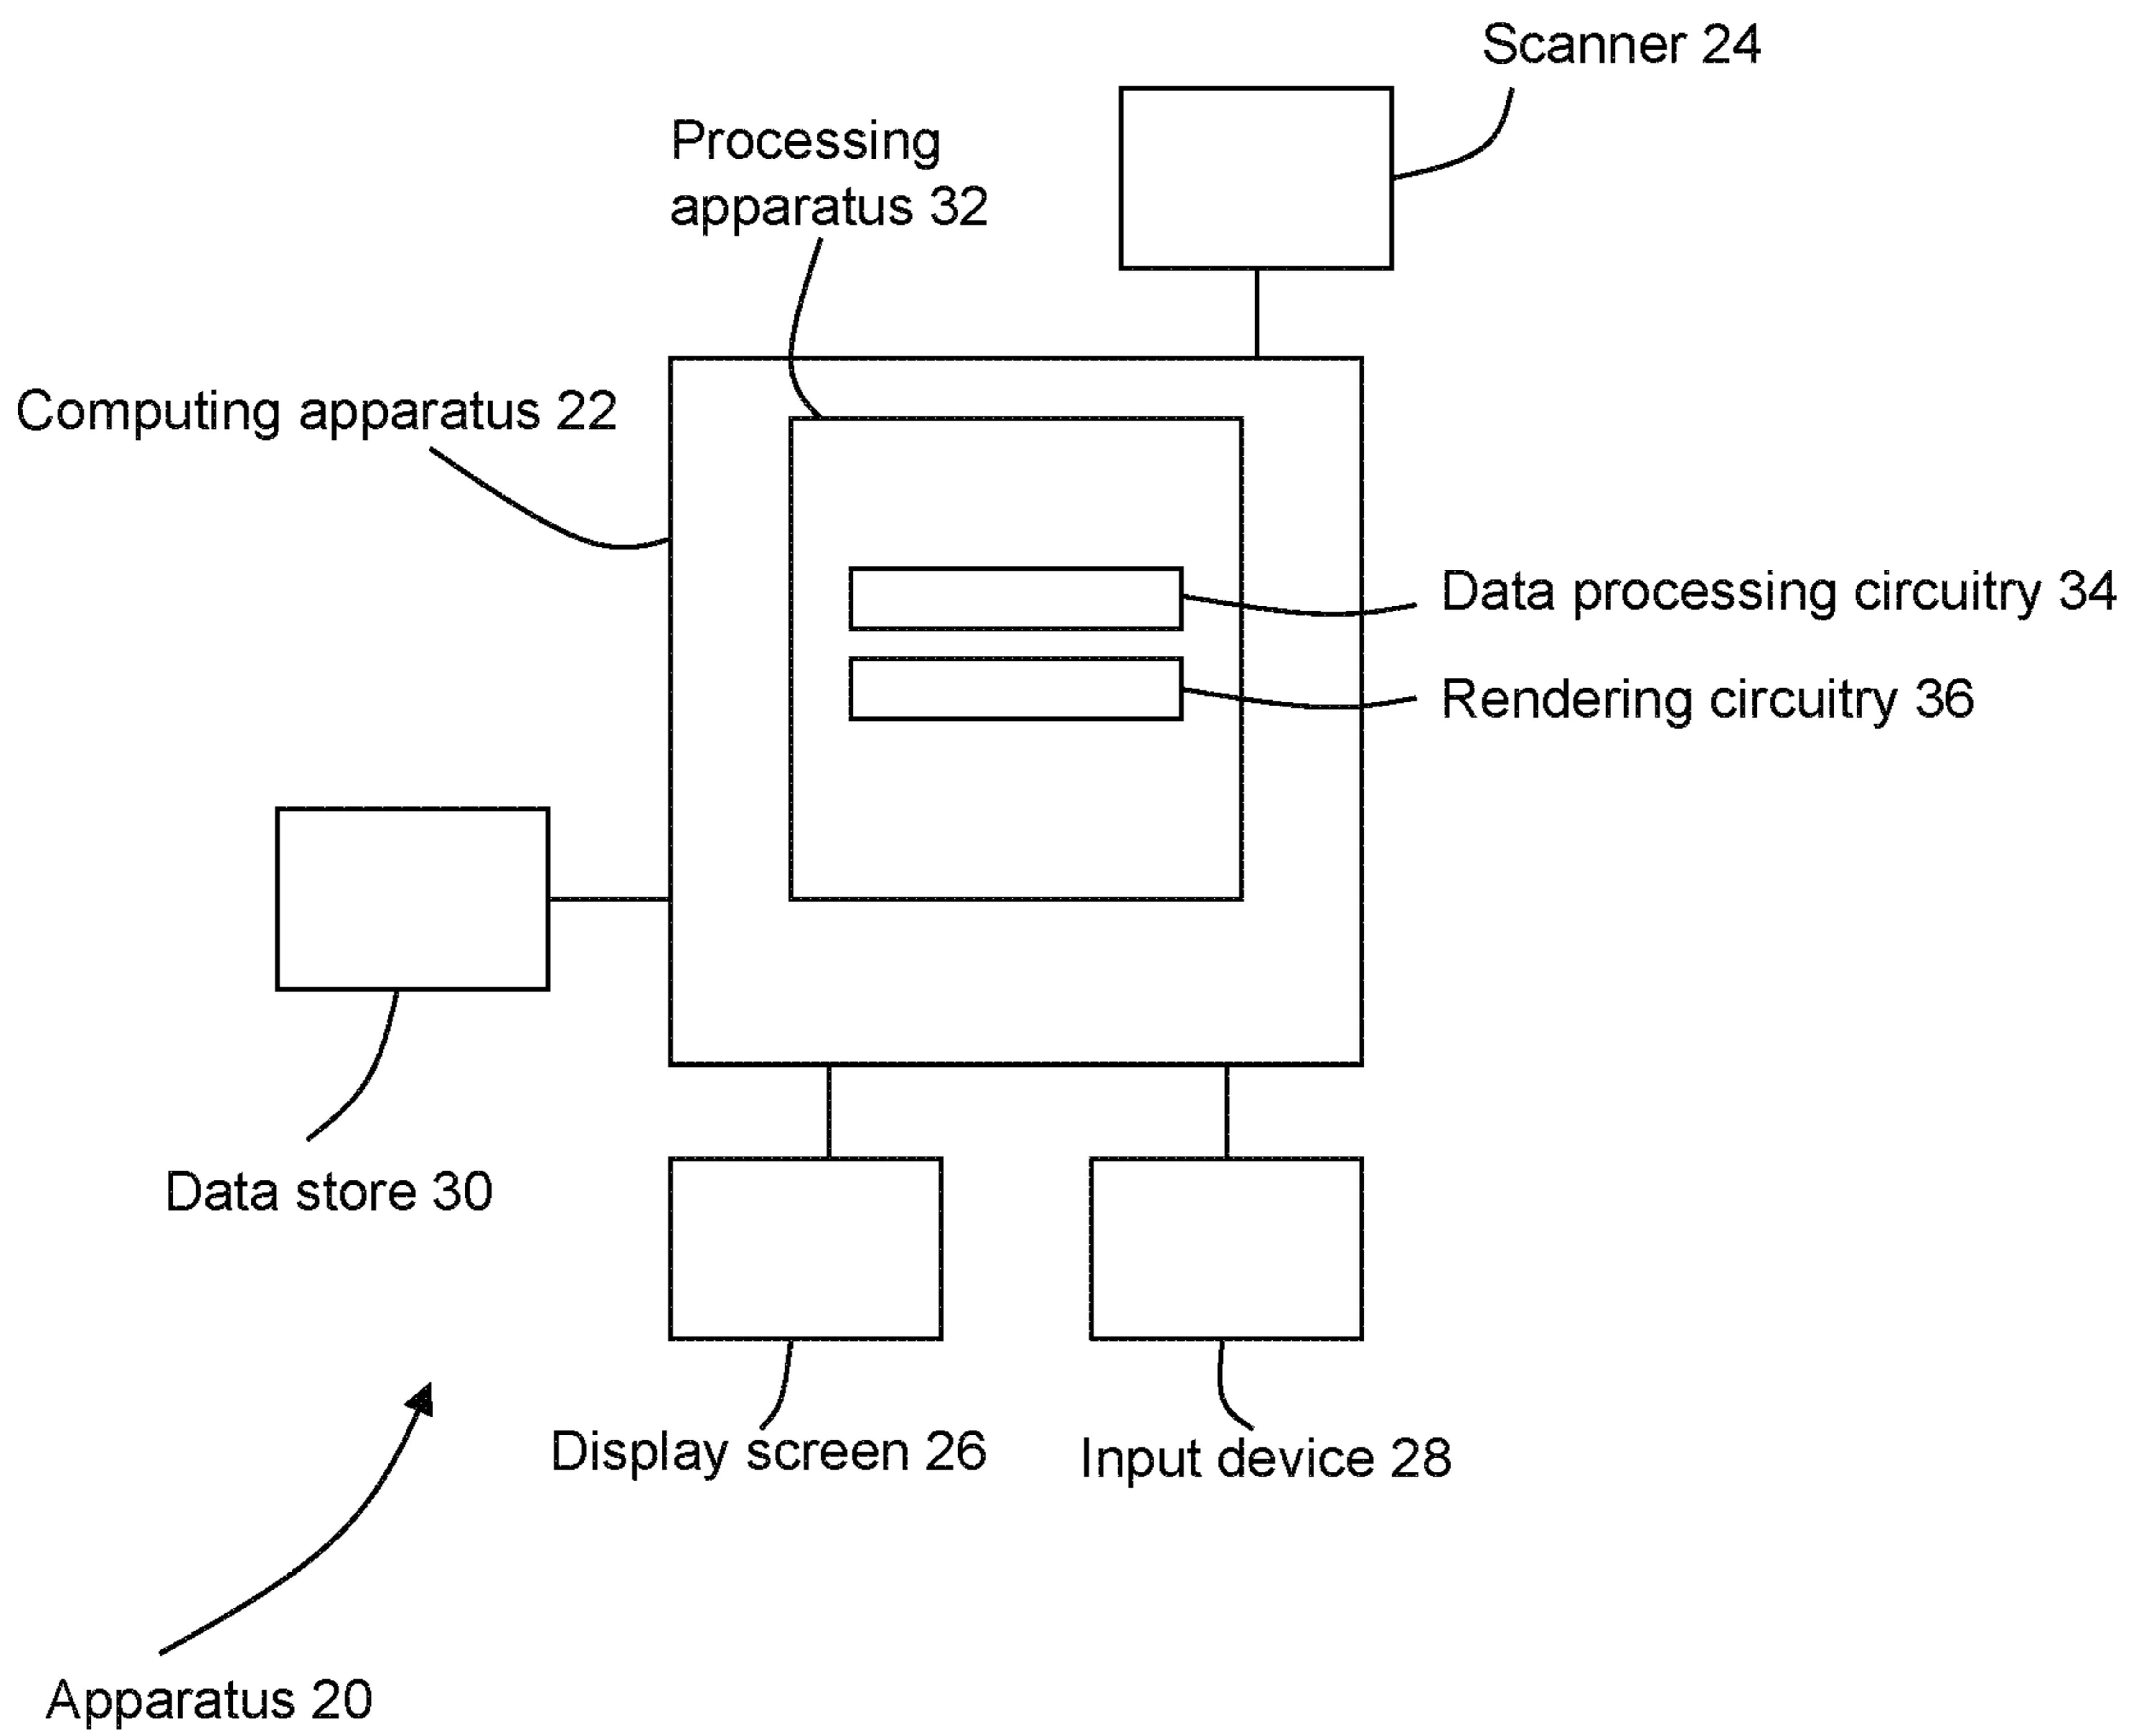 Scanner 24
Processing
apparatus 32
Computing apparatus 22
Data processing circuitry 34
Rendering circuitry 36
Data store 30
Display screen 26
Input device 28
Apparatus 20